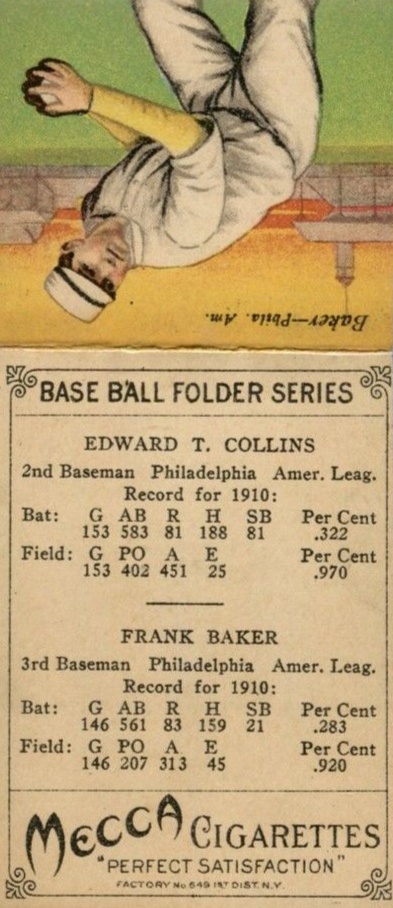 Baker—Phila. Am.
BASE BALL FOLDER SERIES
EDWARD T. COLLINS
2nd Baseman Philadelphia Amer. Leag.
Record for 1910:
Bat: G AB R H SB Per Cent
153 583 81 188 81 .322
Field: G PO A E Per Cent
153 402 451 25 .970
FRANK BAKER
3rd Baseman Philadelphia Amer. Leag.
Record for 1910:
Bat: G AB R H SB Per Cent
146 561 83 159 21 .283
Field: G PO A E Per Cent
146 207 313 45 .920
MECCA CIGARETTES
"PERFECT SATISFACTION"
FACTORY No. 649 1ST DIST. N.Y.